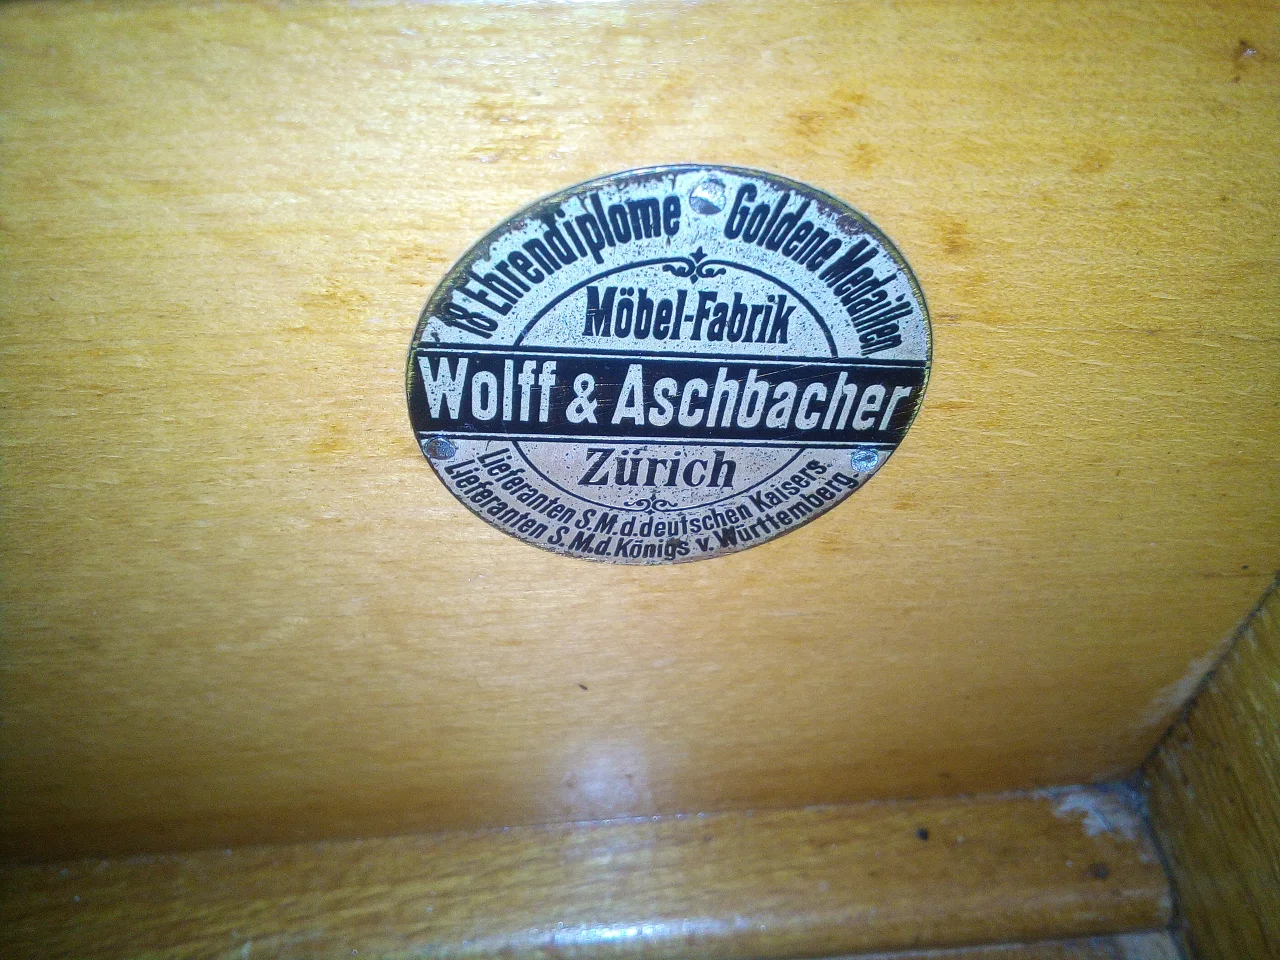 18 Ehrendiplome Goldene Medaillen
Möbel-Fabrik
Wolff & Aschbacher
Zürich
Lieferanten S.M.d.deutschen Kaisers.
Lieferanten S.M.d.Königs v. Württemberg.